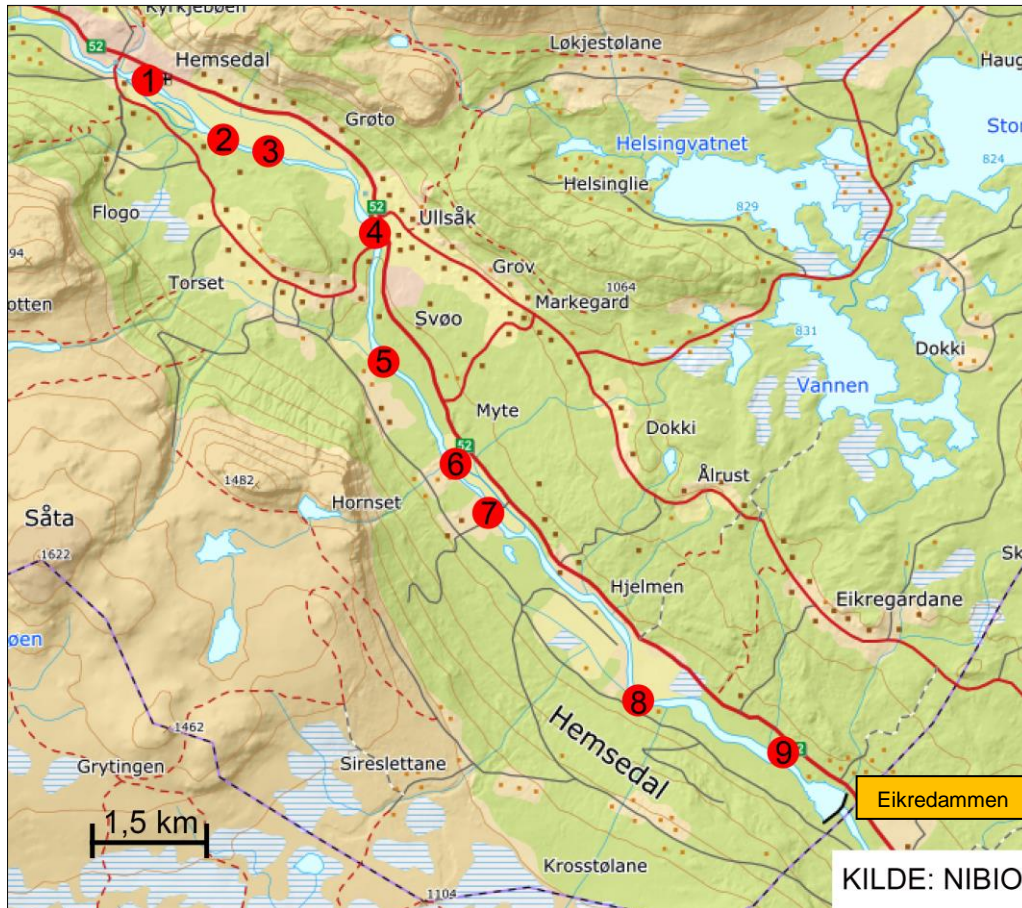 Kyrkjebøen
52
Hemsedal
Løkjestølane
Haug
1
Grøto
2
3
Helsingvatnet
Stor
824
Helsinglie
829
Flogo
52
Ullsåk
4
94
Grov
Torset
1064
Markegard
otten
Svøo
831
Dokki
5
Vannen
Myte
Dokki
52
6
Ålrust
1482
Hornset
7
Såta
1622
Sk
Hjelmen
Eikregardane
øen
8
1462
Hemsedal
9
2
Grytingen
Sireslettane
Eikredammen
1,5 km
Krosstølane
KILDE: NIBIO
1104